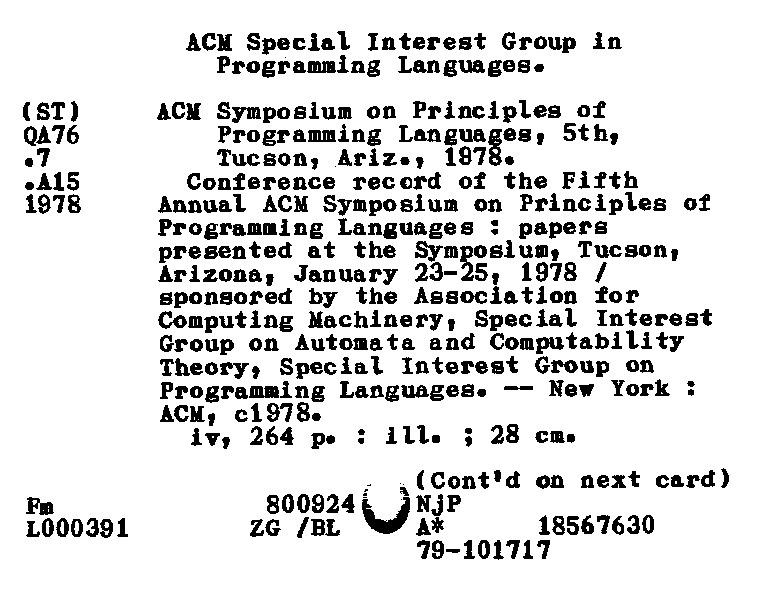 ACM Special Interest Group in
Programming Languages.
(ST) ACM Symposium on Principles of
QA76 Programming Languages, 5th,
.7 Tucson, Ariz., 1978.
.A15 Conference record of the Fifth
1978 Annual ACM Symposium on Principles of
Programming Languages : papers
presented at the Symposium, Tucson,
Arizona, January 23-25, 1978 /
sponsored by the Association for
Computing Machinery, Special Interest
Group on Automata and Computability
Theory, Special Interest Group on
Programming Languages. -- New York :
ACM, c1978.
iv, 264 p. : ill. ; 28 cm.
(Cont'd on next card)
Fm 800924 NjP
L000391 ZG /BL A* 18567630
79-101717